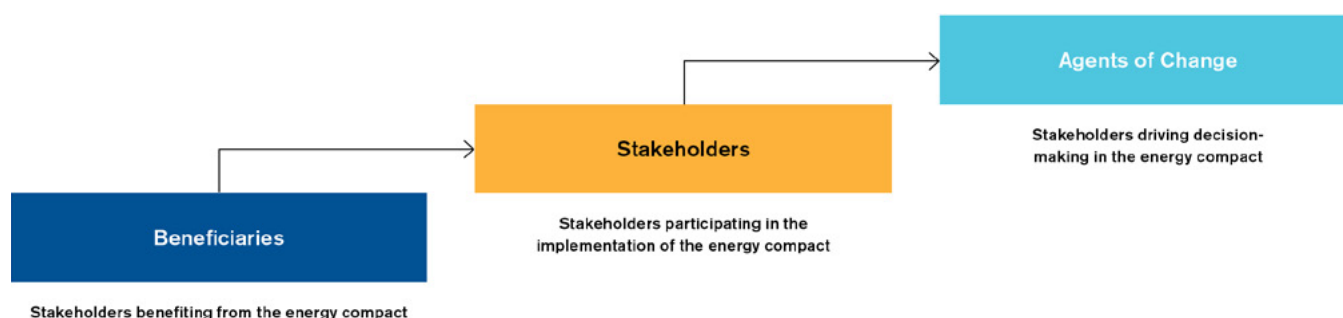 Agents of Change
Stakeholders driving decision-
making in the energy compact
Stakeholders
Stakeholders participating in the
implementation of the energy compact
Beneficiaries
Stakeholders benefiting from the energy compact